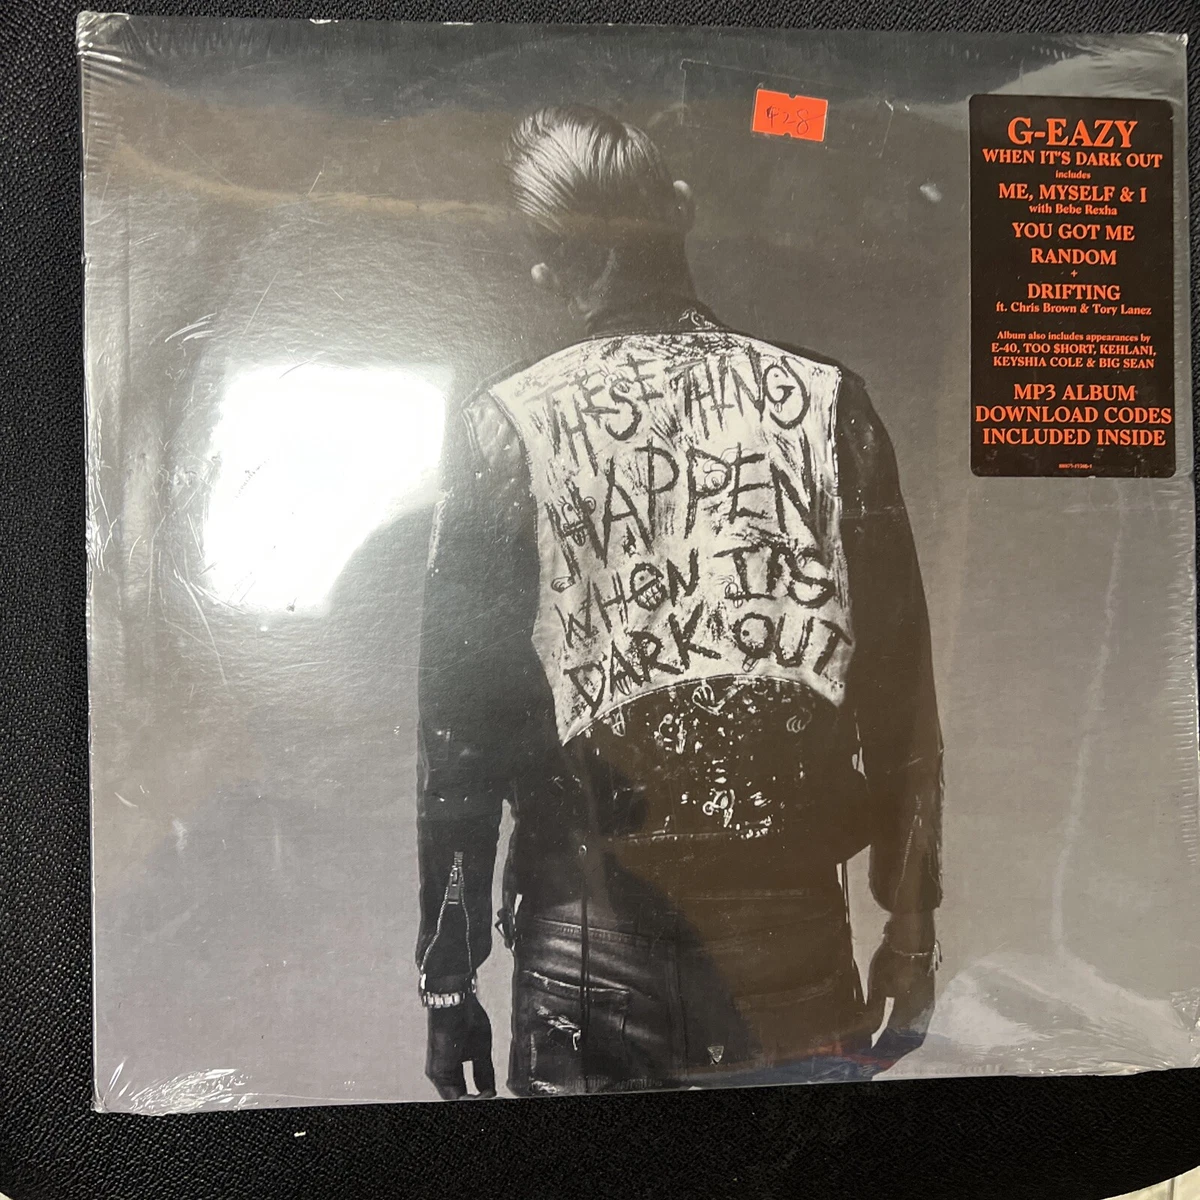 G-EAZY
WHEN IT'S DARK OUT
includes
ME, MYSELF & I
with Bebe Rexha
YOU GOT ME
RANDOM
+
DRIFTING
ft. Chris Brown & Tory Lanez
Album also includes appearances by
E-40, TOO $HORT, KEHLANI,
KEYSHIA COLE & BIG SEAN
MP3 ALBUM
DOWNLOAD CODES
INCLUDED INSIDE
THESE THINGS
HAPPEN
WHEN IT'S
DARK OUT